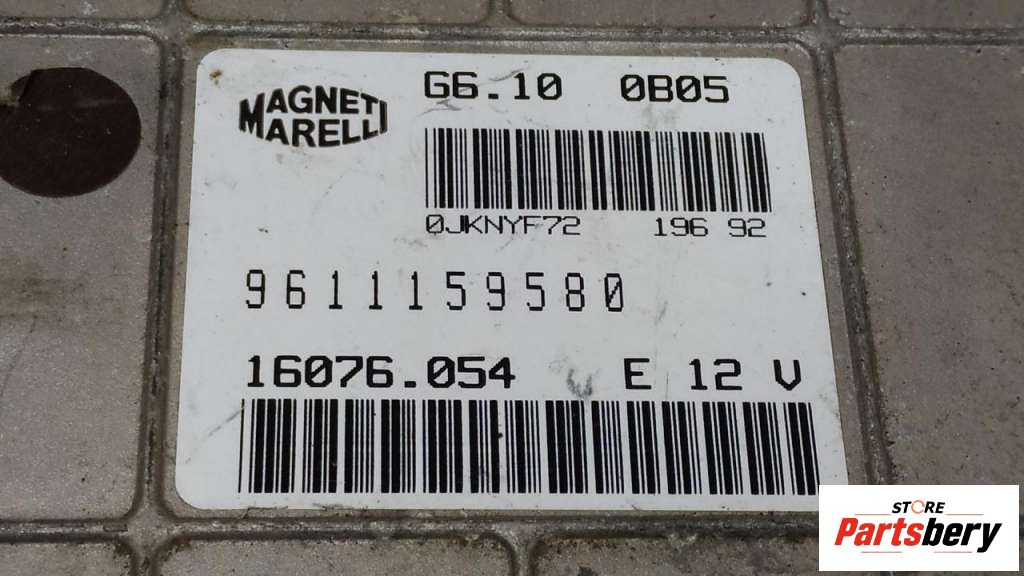 MAGNETI
MARELLI
G6.10 0B05
0JKNYF72 196 92
9611159580
16076.054 E 12 V
STORE
Partsbery